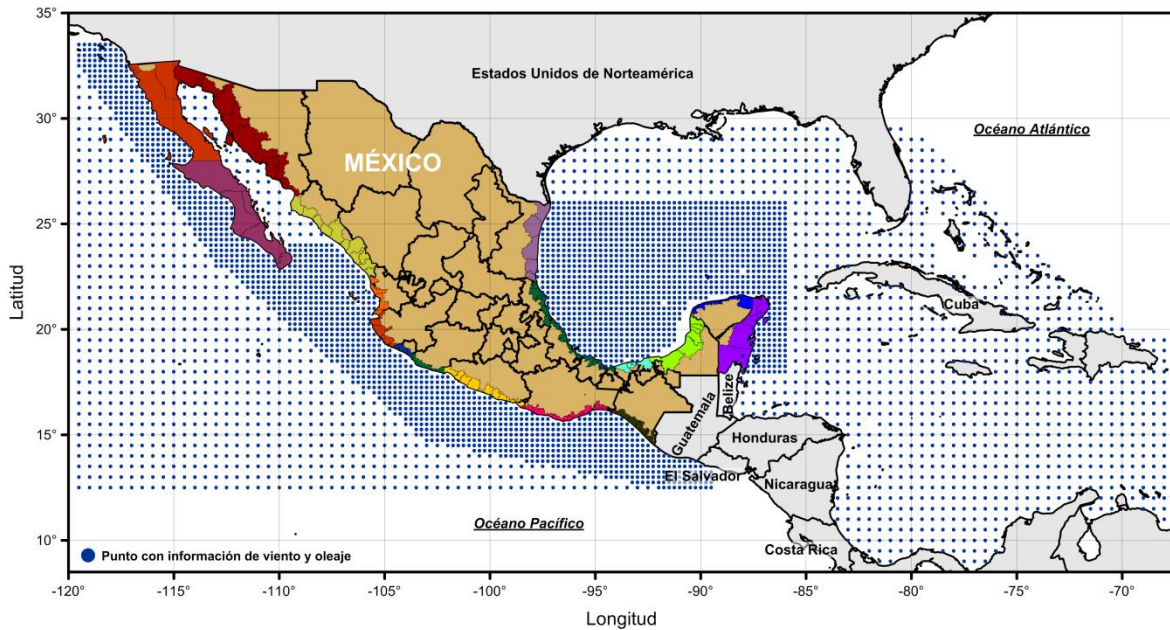 35°
30°
25°
20°
15°
10°
Latitud
Estados Unidos de Norteamérica
Océano Atlántico
MÉXICO
Cuba
Belize
Guatemala
Honduras
El Salvador
Nicaragua
Océano Pacífico
Costa Rica
Punto con información de viento y oleaje
-120°
-115°
-110°
-105°
-100°
-95°
-90°
-85°
-80°
-75°
-70°
Longitud